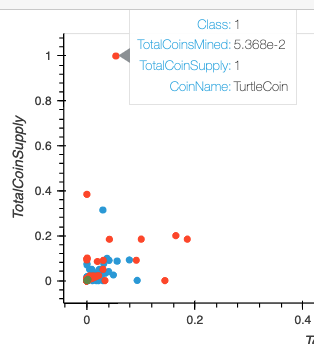 Class: 1
TotalCoinsMined: 5.368e-2
TotalCoinSupply: 1
CoinName: TurtleCoin
TotalCoinSupply
1
0.8
0.6
0.4
0.2
0
0
0.2
0.4